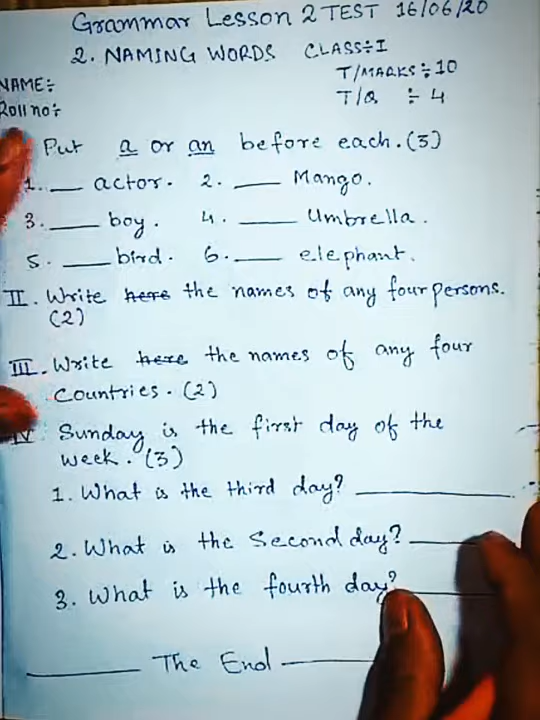 Grammar Lesson 2 TEST 16/06/20
2. NAMING WORDS CLASS:- I
NAME:-
T/MARKS :- 10
Roll no:-
T/Q :- 4
Put a or an before each. (3)
1. ___ actor. 2. ___ Mango.
3. ___ boy. 4. ___ Umbrella.
5. ___ bird. 6. ___ elephant.
II. Write here the names of any four persons.
(2)
III. Write here the names of any four
Countries. (2)
IV. Sunday is the first day of the
week. (3)
1. What is the third day? ___
2. What is the Second day? ___
3. What is the fourth day? ___
___ The End ___